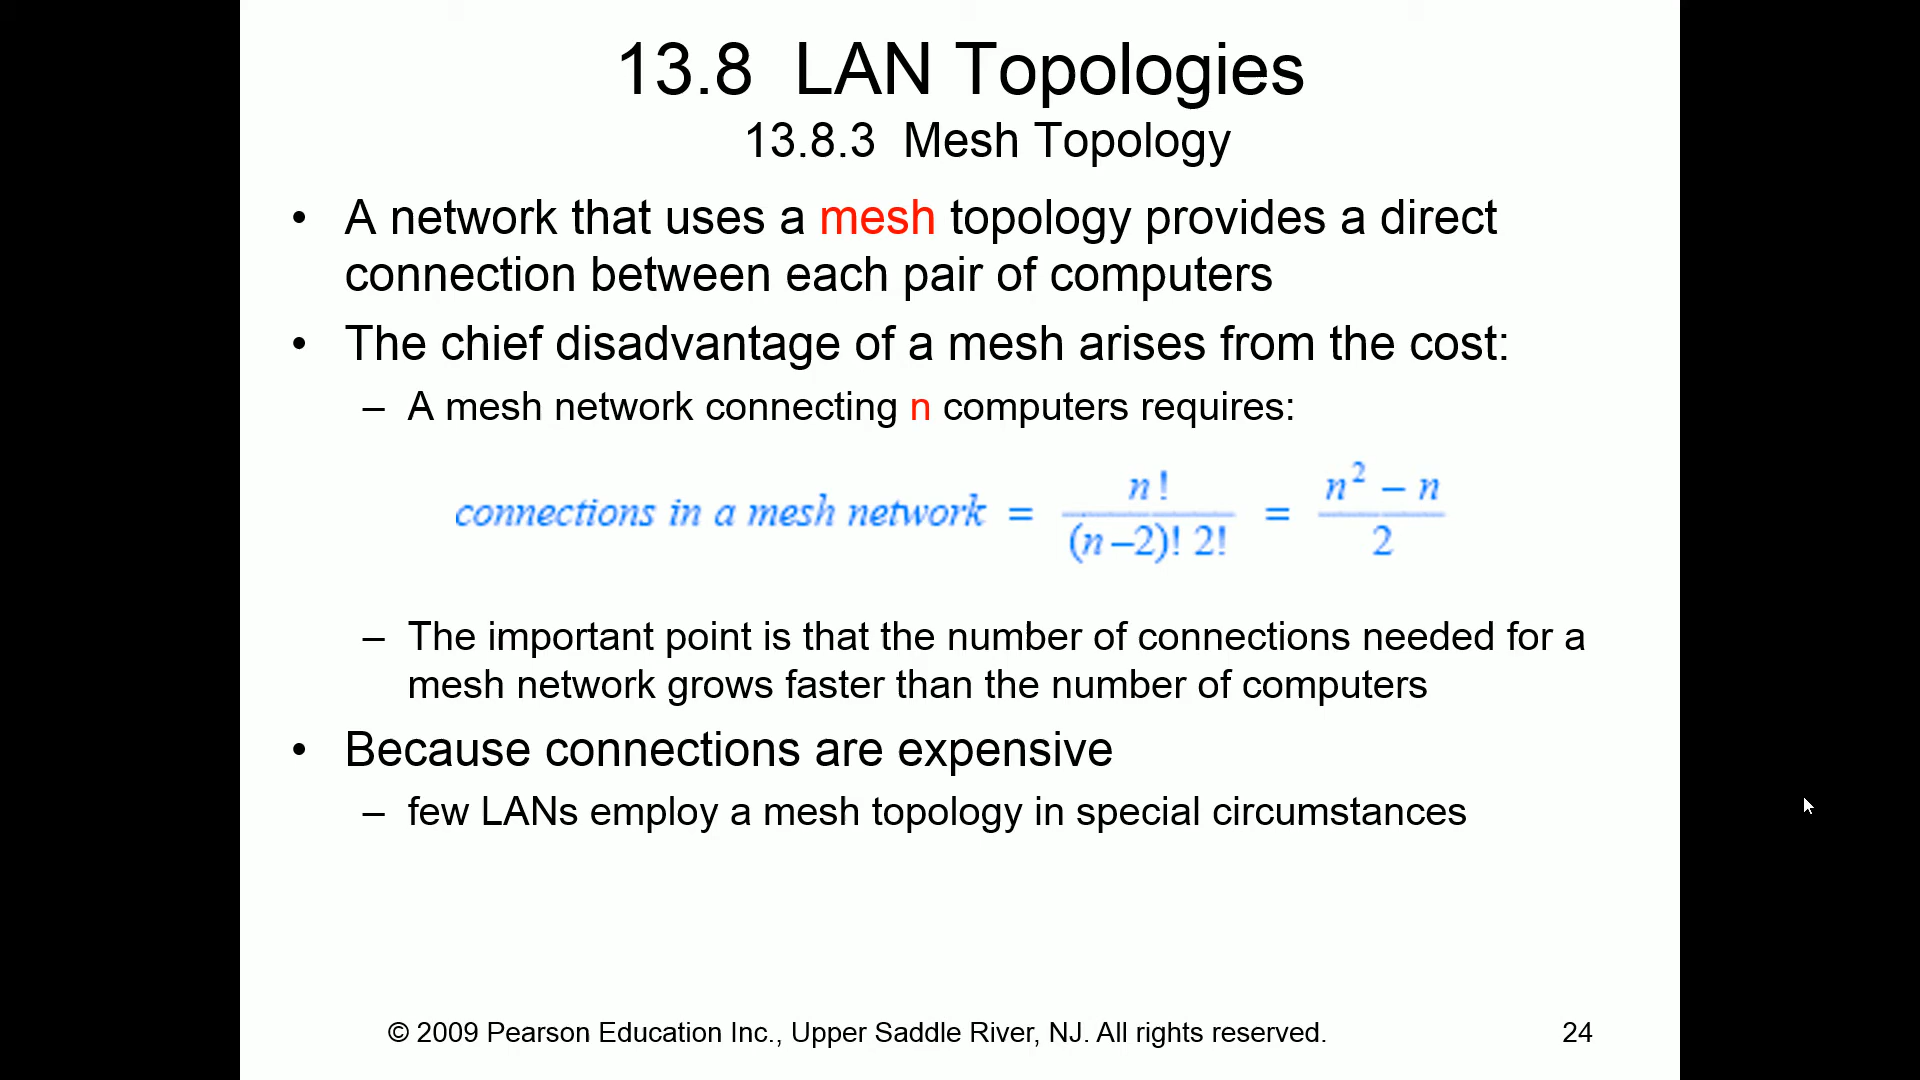 13.8 LAN Topologies
13.8.3 Mesh Topology
• A network that uses a mesh topology provides a direct
connection between each pair of computers
• The chief disadvantage of a mesh arises from the cost:
– A mesh network connecting n computers requires:
connections in a mesh network = n! / (n–2)! 2! = n² – n / 2
– The important point is that the number of connections needed for a
mesh network grows faster than the number of computers
• Because connections are expensive
– few LANs employ a mesh topology in special circumstances
© 2009 Pearson Education Inc., Upper Saddle River, NJ. All rights reserved. 24